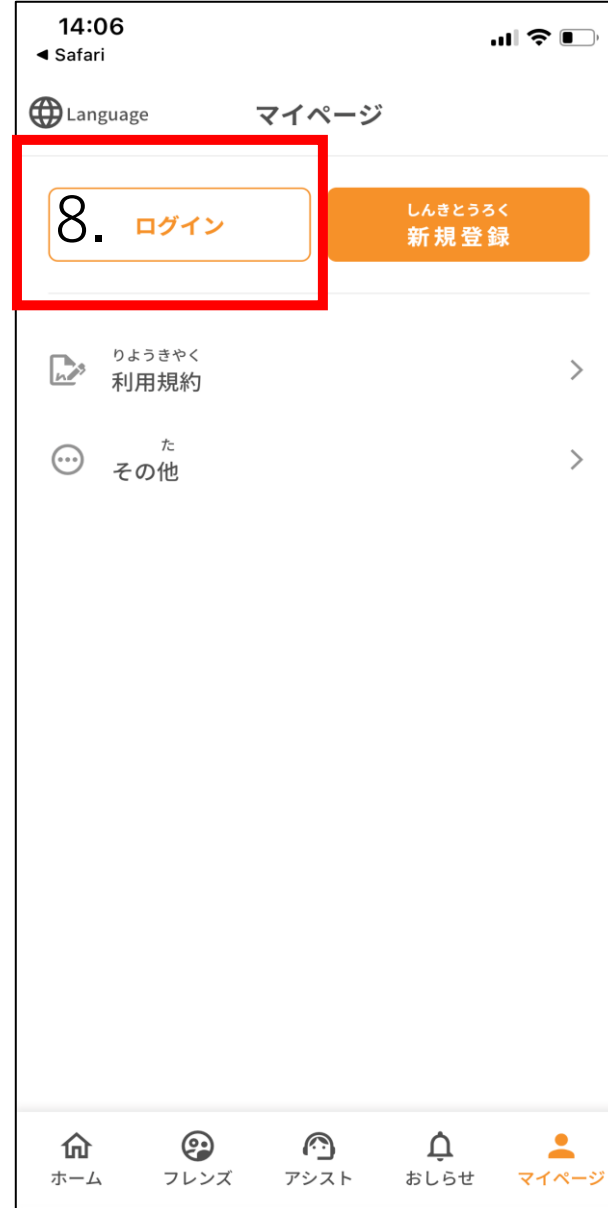 14:06
◀ Safari
Language
マイページ
8.
ログイン
しんきとうろく
新規登録
りようきやく
利用規約
た
その他
ホーム
フレンズ
アシスト
おしらせ
マイページ